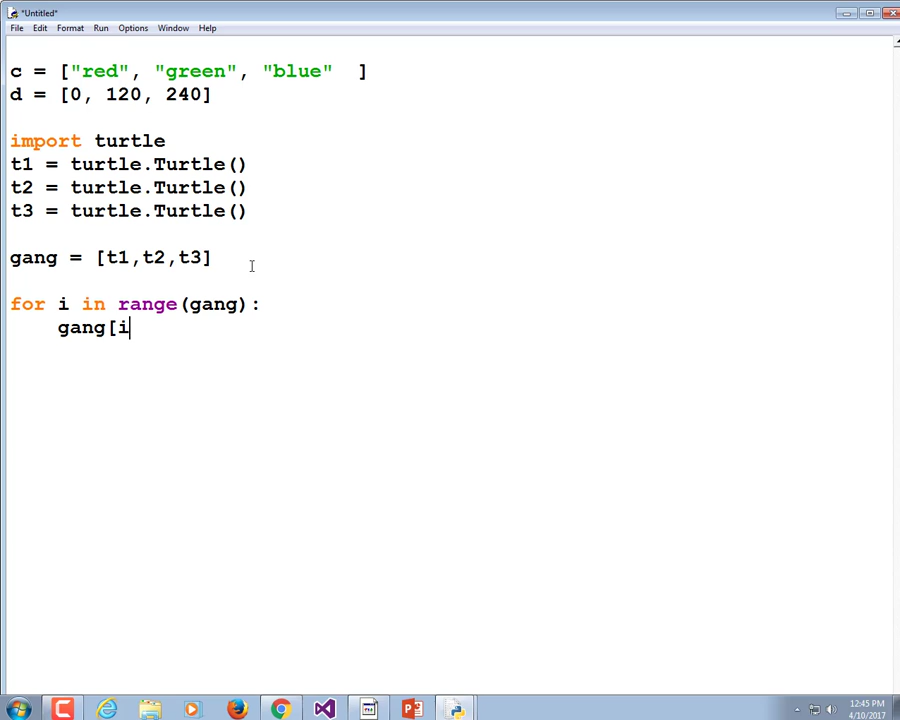 *Untitled*
File Edit Format Run Options Window Help
c = ["red", "green", "blue"  ]
d = [0, 120, 240]
import turtle
t1 = turtle.Turtle()
t2 = turtle.Turtle()
t3 = turtle.Turtle()
gang = [t1,t2,t3]
for i in range(gang):
    gang[i
12:45 PM
4/10/2017